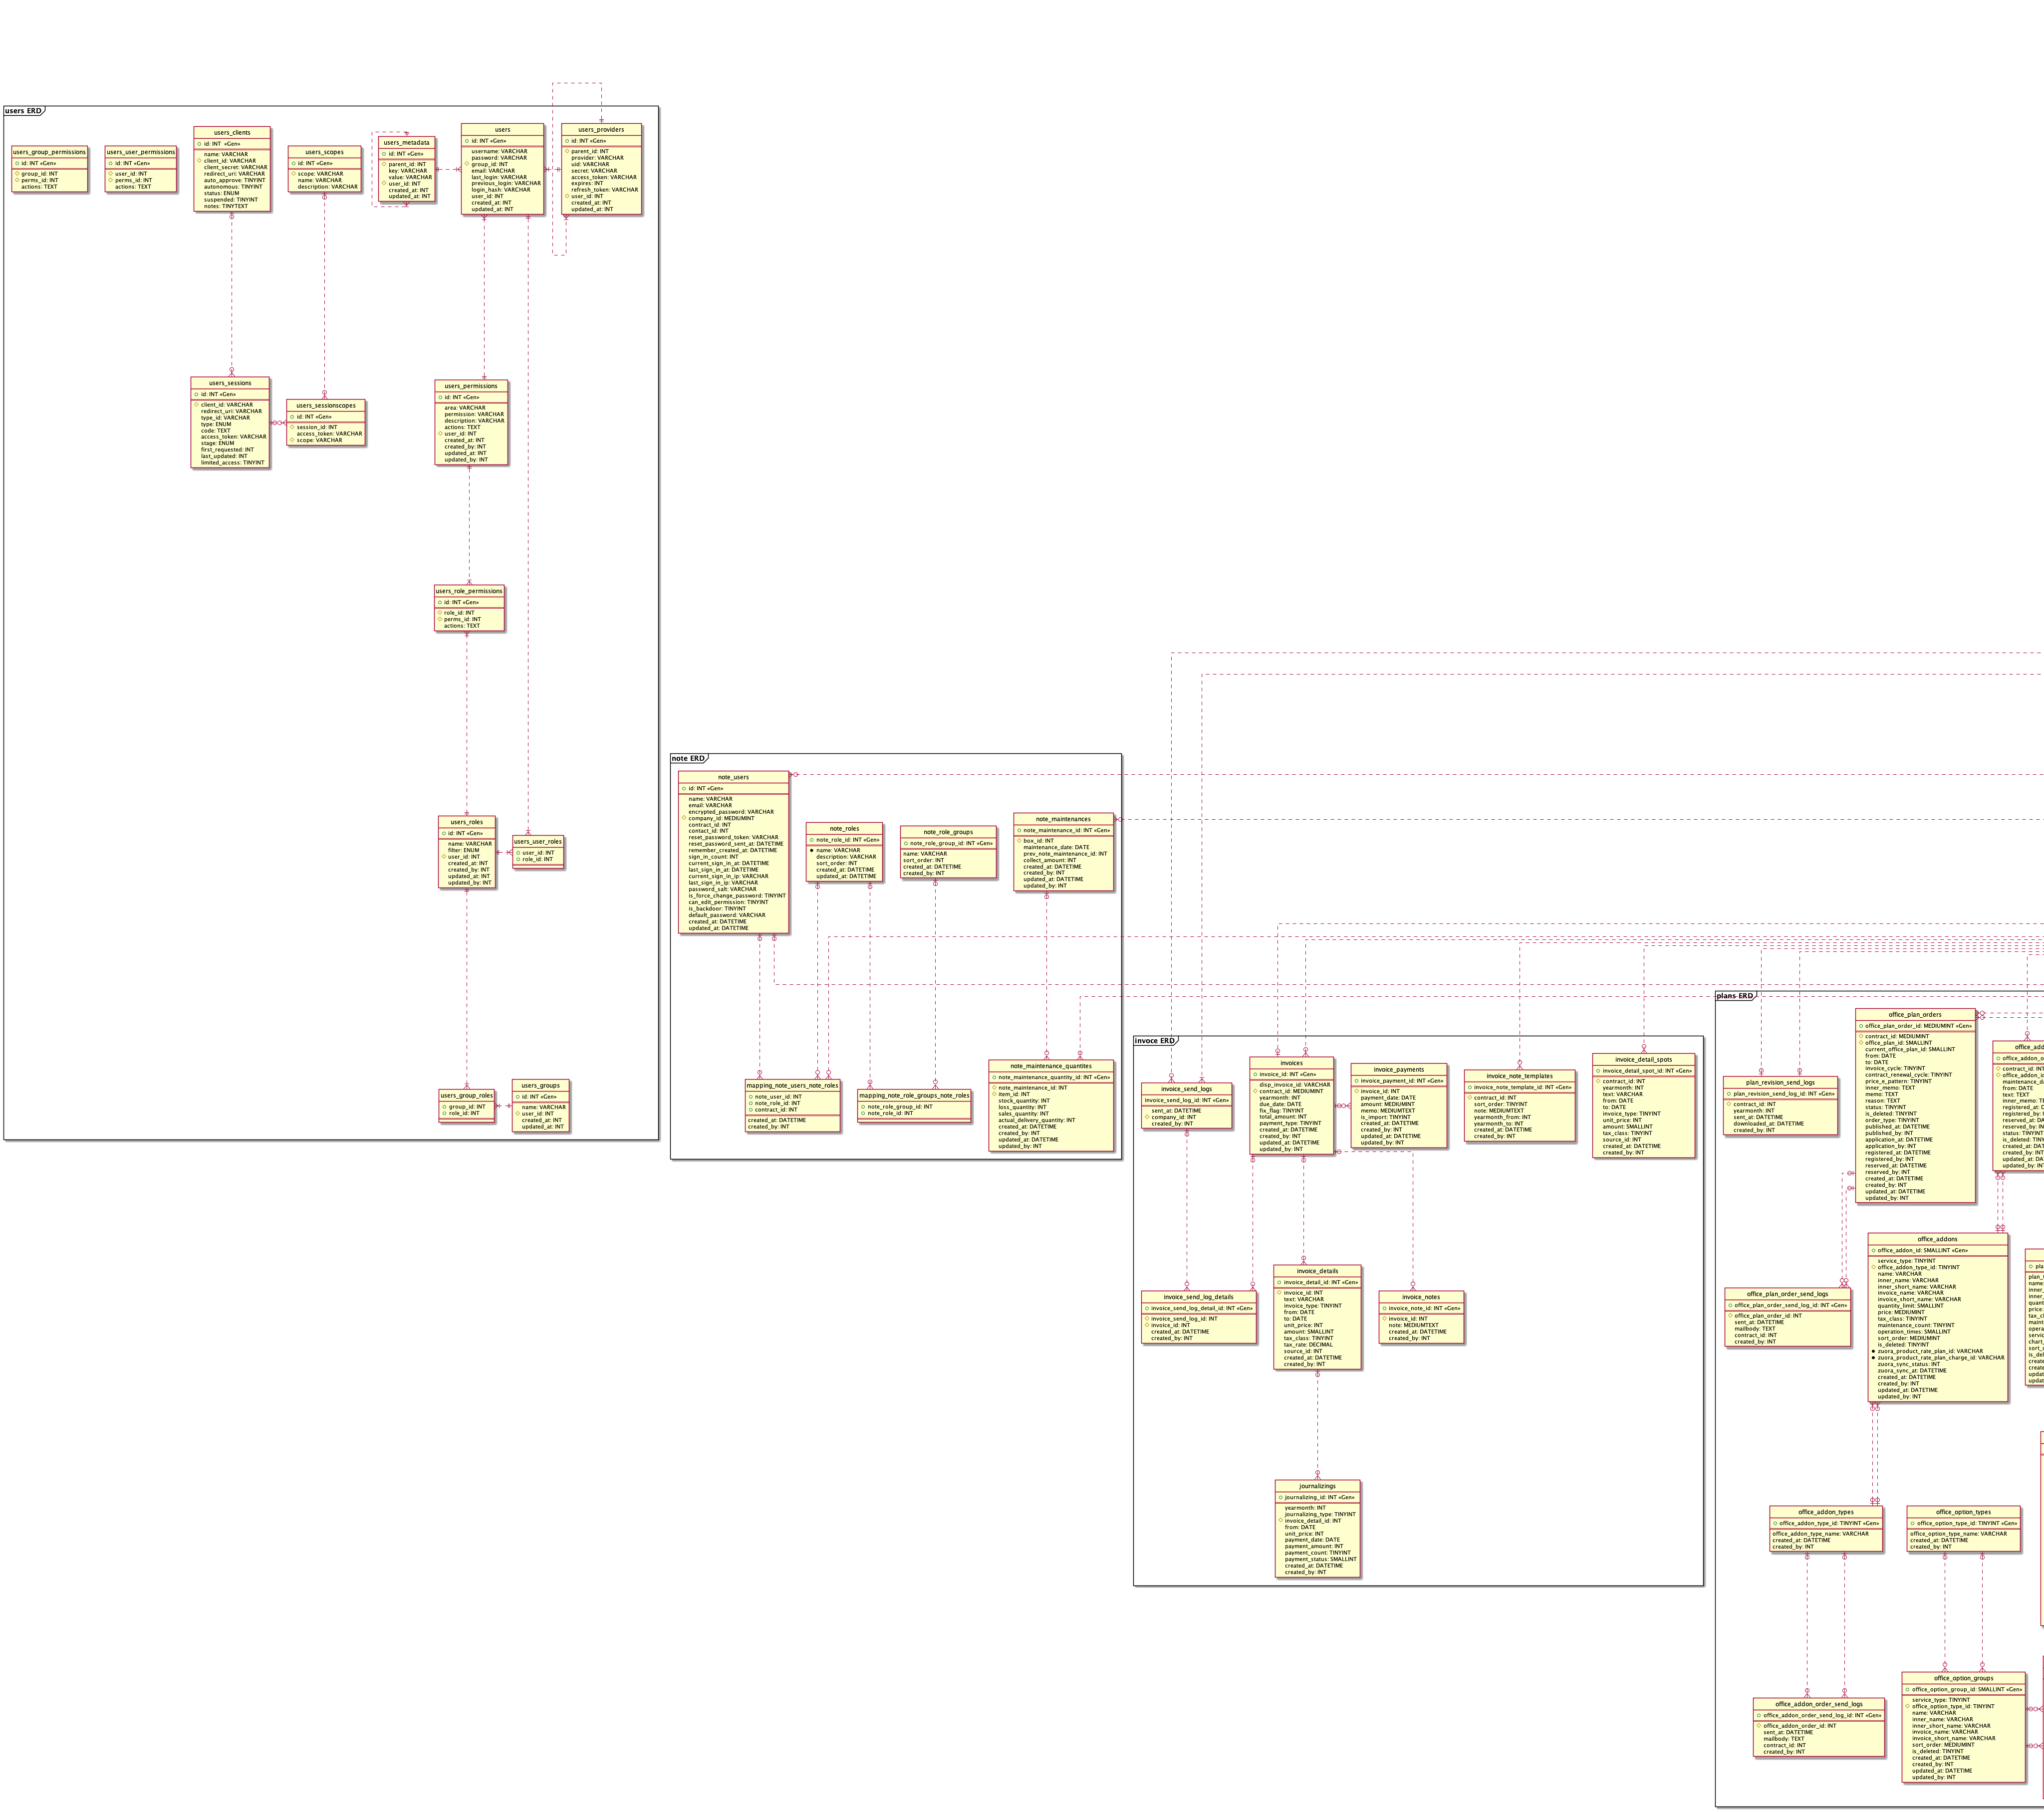 users ERD
users_group_permissions
id: INT «Gen»
group_id: INT
perms_id: INT
actions: TEXT
users_user_permissions
id: INT «Gen»
user_id: INT
perms_id: INT
actions: TEXT
users_clients
id: INT «Gen»
name: VARCHAR
client_id: VARCHAR
client_secret: VARCHAR
redirect_uri: VARCHAR
auto_approve: TINYINT
autonomous: TINYINT
status: ENUM
suspended: TINYINT
notes: TINYTEXT
users_scopes
id: INT «Gen»
scope: VARCHAR
name: VARCHAR
description: VARCHAR
users_metadata
id: INT «Gen»
parent_id: INT
key: VARCHAR
value: VARCHAR
user_id: INT
created_at: INT
updated_at: INT
users
id: INT «Gen»
username: VARCHAR
password: VARCHAR
group_id: INT
email: VARCHAR
last_login: VARCHAR
previous_login: VARCHAR
login_hash: VARCHAR
user_id: INT
created_at: INT
updated_at: INT
users_providers
id: INT «Gen»
parent_id: INT
provider: VARCHAR
uid: VARCHAR
secret: VARCHAR
access_token: VARCHAR
expires: INT
refresh_token: VARCHAR
user_id: INT
created_at: INT
updated_at: INT
users_sessions
id: INT «Gen»
client_id: VARCHAR
redirect_uri: VARCHAR
type_id: VARCHAR
type: ENUM
code: TEXT
access_token: VARCHAR
stage: ENUM
first_requested: INT
last_updated: INT
limited_access: TINYINT
users_sessionscopes
id: INT «Gen»
session_id: INT
access_token: VARCHAR
scope: VARCHAR
users_permissions
id: INT «Gen»
area: VARCHAR
permission: VARCHAR
description: VARCHAR
actions: TEXT
user_id: INT
created_at: INT
created_by: INT
updated_at: INT
updated_by: INT
users_role_permissions
id: INT «Gen»
role_id: INT
perms_id: INT
actions: TEXT
users_roles
id: INT «Gen»
name: VARCHAR
filter: ENUM
user_id: INT
created_at: INT
created_by: INT
updated_at: INT
updated_by: INT
users_user_roles
user_id: INT
role_id: INT
users_group_roles
group_id: INT
role_id: INT
users_groups
id: INT «Gen»
name: VARCHAR
user_id: INT
created_at: INT
updated_at: INT
note ERD
note_users
id: INT «Gen»
name: VARCHAR
email: VARCHAR
encrypted_password: VARCHAR
company_id: MEDIUMINT
contract_id: INT
contact_id: INT
reset_password_token: VARCHAR
reset_password_sent_at: DATETIME
remember_created_at: DATETIME
sign_in_count: INT
current_sign_in_at: DATETIME
last_sign_in_at: DATETIME
current_sign_in_ip: VARCHAR
last_sign_in_ip: VARCHAR
password_salt: VARCHAR
is_force_change_password: TINYINT
can_edit_permission: TINYINT
is_backdoor: TINYINT
default_password: VARCHAR
created_at: DATETIME
updated_at: DATETIME
note_roles
note_role_id: INT «Gen»
name: VARCHAR
description: VARCHAR
sort_order: INT
created_at: DATETIME
updated_at: DATETIME
note_role_groups
note_role_group_id: INT «Gen»
name: VARCHAR
sort_order: INT
created_at: DATETIME
created_by: INT
note_maintenances
note_maintenance_id: INT «Gen»
box_id: INT
maintenance_date: DATE
prev_note_maintenance_id: INT
collect_amount: INT
created_at: DATETIME
created_by: INT
updated_at: DATETIME
updated_by: INT
mapping_note_users_note_roles
note_user_id: INT
note_role_id: INT
contract_id: INT
created_at: DATETIME
created_by: INT
mapping_note_role_groups_note_roles
note_role_group_id: INT
note_role_id: INT
note_maintenance_quantites
note_maintenance_quantity_id: INT «Gen»
note_maintenance_id: INT
item_id: INT
stock_quantity: INT
loss_quantity: INT
sales_quantity: INT
actual_delivery_quantity: INT
created_at: DATETIME
created_by: INT
updated_at: DATETIME
updated_by: INT
invoce ERD
invoice_send_logs
invoice_send_log_id: INT «Gen»
sent_at: DATETIME
company_id: INT
created_by: INT
invoices
invoice_id: INT «Gen»
disp_invoice_id: VARCHAR
contract_id: MEDIUMINT
yearmonth: INT
due_date: DATE
fix_flag: TINYINT
total_amount: INT
payment_type: TINYINT
created_at: DATETIME
created_by: INT
updated_at: DATETIME
updated_by: INT
invoice_payments
invoice_payment_id: INT «Gen»
invoice_id: INT
payment_date: DATE
amount: MEDIUMINT
memo: MEDIUMTEXT
is_import: TINYINT
created_at: DATETIME
created_by: INT
updated_at: DATETIME
updated_by: INT
invoice_note_templates
invoice_note_template_id: INT «Gen»
contract_id: INT
sort_order: TINYINT
note: MEDIUMTEXT
yearmonth_from: INT
yearmonth_to: INT
created_at: DATETIME
created_by: INT
invoice_detail_spots
invoice_detail_spot_id: INT «Gen»
contract_id: INT
yearmonth: INT
text: VARCHAR
from: DATE
to: DATE
invoice_type: TINYINT
unit_price: INT
amount: SMALLINT
tax_class: TINYINT
source_id: INT
created_at: DATETIME
created_by: INT
invoice_send_log_details
invoice_send_log_detail_id: INT «Gen»
invoice_send_log_id: INT
invoice_id: INT
created_at: DATETIME
created_by: INT
invoice_details
invoice_detail_id: INT «Gen»
invoice_id: INT
text: VARCHAR
invoice_type: TINYINT
from: DATE
to: DATE
unit_price: INT
amount: SMALLINT
tax_class: TINYINT
tax_rate: DECIMAL
source_id: INT
created_at: DATETIME
created_by: INT
invoice_notes
invoice_note_id: INT «Gen»
invoice_id: INT
note: MEDIUMTEXT
created_at: DATETIME
created_by: INT
journalizings
journalizing_id: INT «Gen»
yearmonth: INT
journalizing_type: TINYINT
invoice_detail_id: INT
from: DATE
unit_price: INT
payment_date: DATE
payment_amount: INT
payment_count: TINYINT
payment_status: SMALLINT
created_at: DATETIME
created_by: INT
plans ERD
plan_revision_send_logs
plan_revision_send_log_id: INT «Gen»
contract_id: INT
yearmonth: INT
sent_at: DATETIME
downloaded_at: DATETIME
created_by: INT
office_plan_orders
office_plan_order_id: MEDIUMINT «Gen»
contract_id: MEDIUMINT
office_plan_id: SMALLINT
current_office_plan_id: SMALLINT
from: DATE
to: DATE
invoice_cycle: TINYINT
contract_renewal_cycle: TINYINT
price_e_pattern: TINYINT
inner_memo: TEXT
memo: TEXT
reason: TEXT
status: TINYINT
order_type: TINYINT
is_deleted: TINYINT
published_at: DATETIME
published_by: INT
application_at: DATETIME
application_by: INT
registered_at: DATETIME
registered_by: INT
reserved_at: DATETIME
reserved_by: INT
created_at: DATETIME
created_by: INT
updated_at: DATETIME
updated_by: INT
office_add
office_addon_o
contract_id: INT
office_addon_i
maintenance_da
from: DATE
text: TEXT
inner_memo: TE
registered_at: D
registered_by: I
reserved_at: DA
reserved_by: IN
status: TINYINT
is_deleted: TINY
created_at: DAT
created_by: INT
updated_at: DA
updated_by: IN
office_plan_order_send_logs
office_plan_order_send_log_id: INT «Gen»
office_plan_order_id: INT
sent_at: DATETIME
mailbody: TEXT
contract_id: INT
created_by: INT
office_addons
office_addon_id: SMALLINT «Gen»
service_type: TINYINT
office_addon_type_id: TINYINT
name: VARCHAR
inner_name: VARCHAR
inner_short_name: VARCHAR
invoice_name: VARCHAR
invoice_short_name: VARCHAR
quantity_limit: SMALLINT
price: MEDIUMINT
tax_class: TINYINT
maintenance_count: TINYINT
operation_times: SMALLINT
sort_order: MEDIUMINT
is_deleted: TINYINT
zuora_product_rate_plan_id: VARCHAR
zuora_product_rate_plan_charge_id: VARCHAR
zuora_sync_status: INT
zuora_sync_at: DATETIME
created_at: DATETIME
created_by: INT
updated_at: DATETIME
updated_by: INT
office_addon_types
office_addon_type_id: TINYINT «Gen»
office_addon_type_name: VARCHAR
created_at: DATETIME
created_by: INT
office_option_types
office_option_type_id: TINYINT «Gen»
office_option_type_name: VARCHAR
created_at: DATETIME
created_by: INT
office_addon_order_send_logs
office_addon_order_send_log_id: INT «Gen»
office_addon_order_id: INT
sent_at: DATETIME
mailbody: TEXT
contract_id: INT
created_by: INT
office_option_groups
office_option_group_id: SMALLINT «Gen»
service_type: TINYINT
office_option_type_id: TINYINT
name: VARCHAR
inner_name: VARCHAR
inner_short_name: VARCHAR
invoice_name: VARCHAR
invoice_short_name: VARCHAR
sort_order: MEDIUMINT
is_deleted: TINYINT
created_at: DATETIME
created_by: INT
updated_at: DATETIME
updated_by: INT